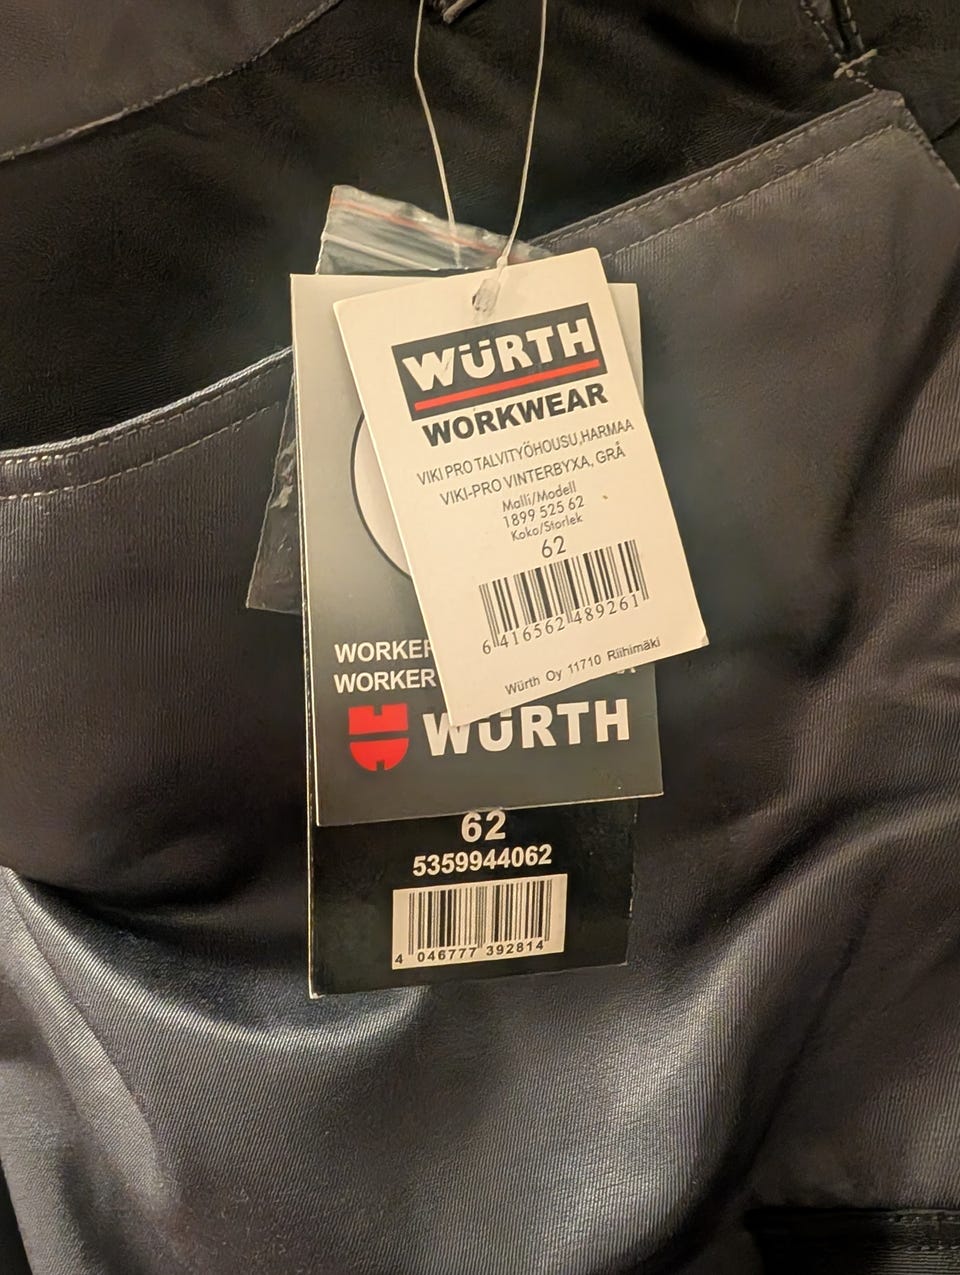 WÜRTH
WORKWEAR
VIKI PRO TALVITYÖHOUSU,HARMAA
VIKI-PRO VINTERBYXA, GRÅ
Malli/Modell
1899 525 62
Koko/Storlek
62
6 416562 489261
Würth Oy 11710 Riihimäki
WORKER
WORKER
WÜRTH
62
5359944062
4 046777 392814